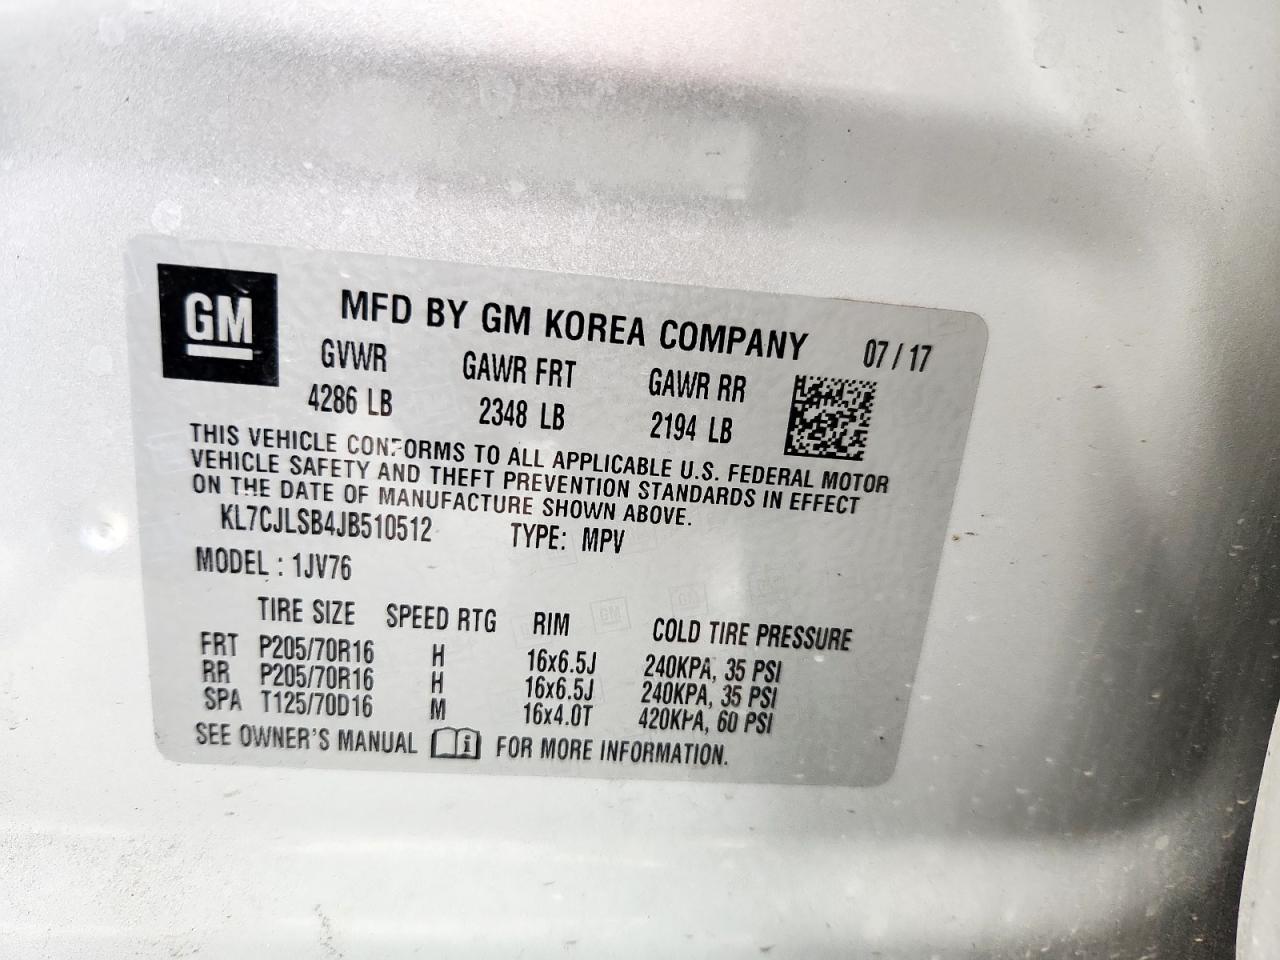 GM
MFD BY GM KOREA COMPANY 07 / 17
GVWR GAWR FRT GAWR RR
4286 LB 2348 LB 2194 LB
THIS VEHICLE CONFORMS TO ALL APPLICABLE U.S. FEDERAL MOTOR
VEHICLE SAFETY AND THEFT PREVENTION STANDARDS IN EFFECT
ON THE DATE OF MANUFACTURE SHOWN ABOVE.
KL7CJLSB4JB510512 TYPE: MPV
MODEL : 1JV76
TIRE SIZE SPEED RTG RIM COLD TIRE PRESSURE
FRT P205/70R16 H 16x6.5J 240KPA, 35 PSI
RR P205/70R16 H 16x6.5J 240KPA, 35 PSI
SPA T125/70D16 M 16x4.0T 420KPA, 60 PSI
SEE OWNER'S MANUAL i FOR MORE INFORMATION.